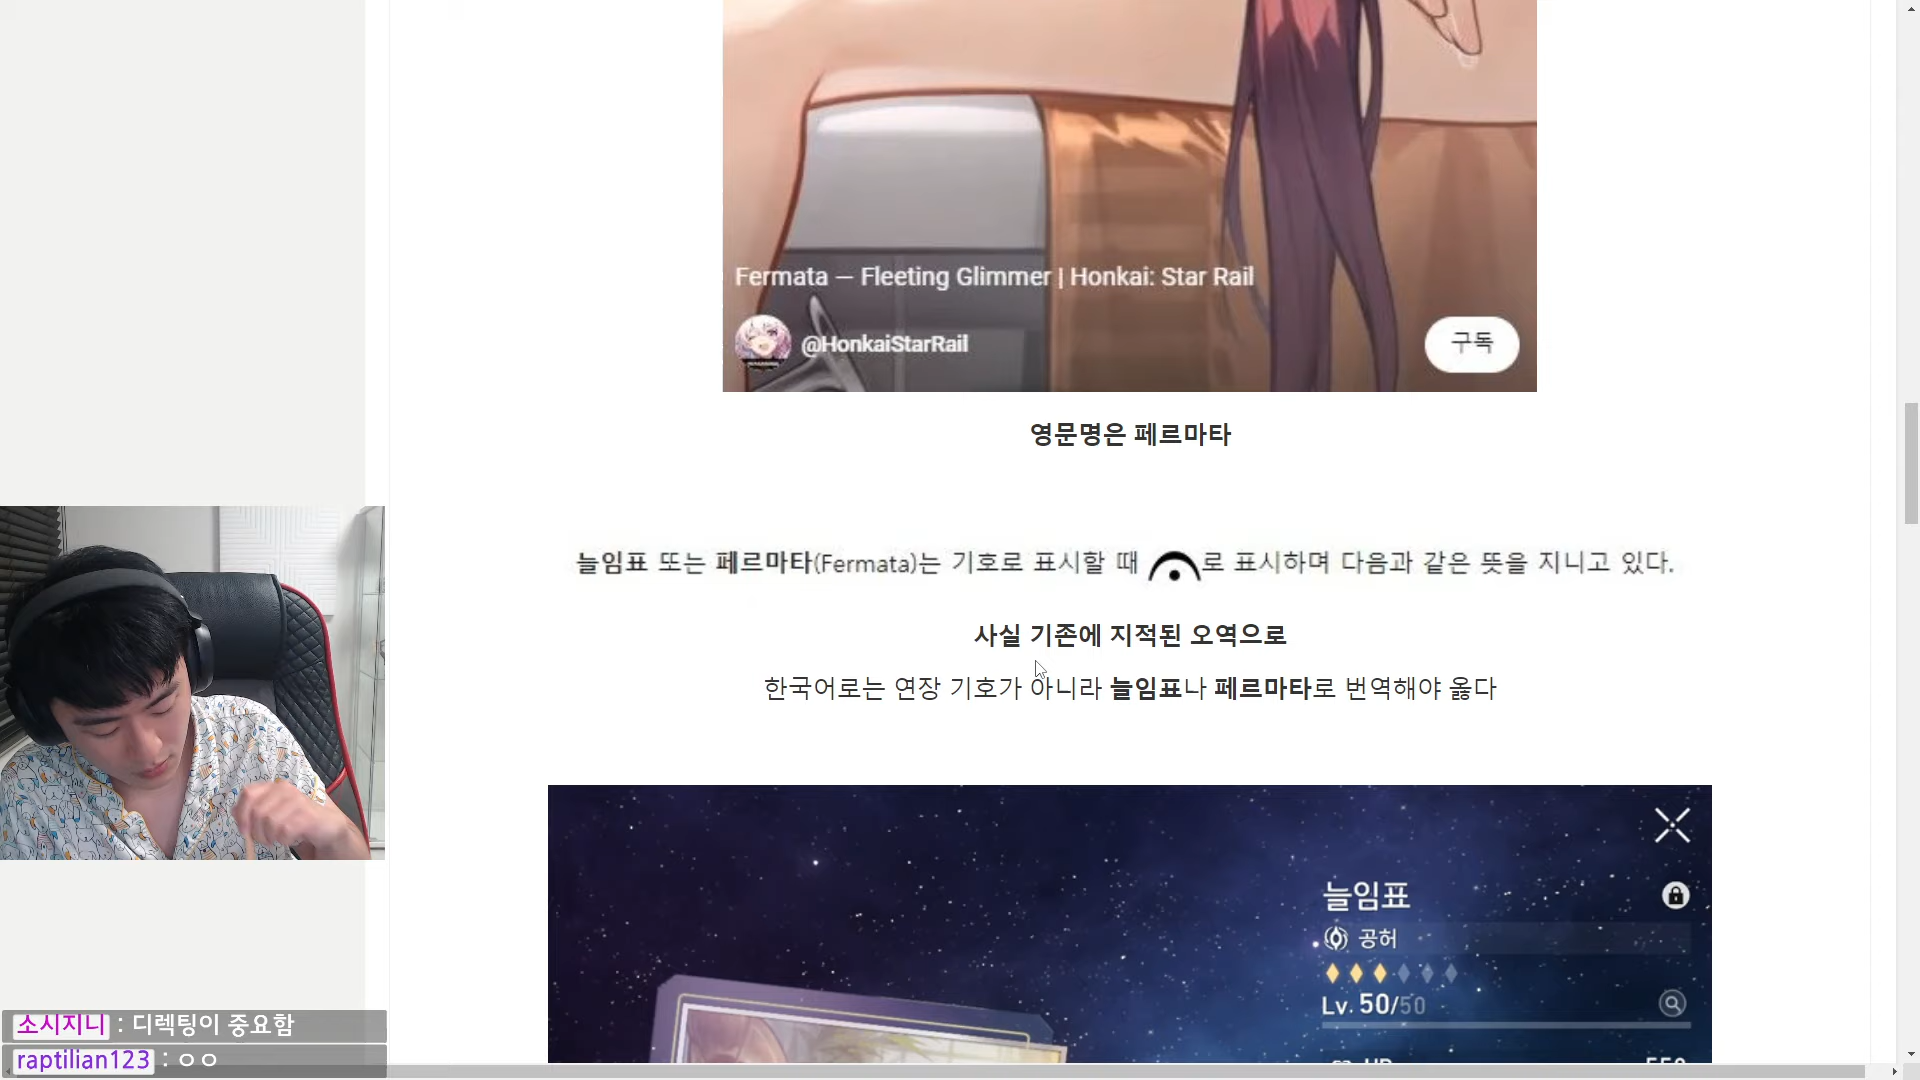 Fermata — Fleeting Glimmer | Honkai: Star Rail
@HonkaiStarRail
구독
영문명은 페르마타
늘임표 또는 페르마타(Fermata)는 기호로 표시할 때 𝄐로 표시하며 다음과 같은 뜻을 지니고 있다.
사실 기존에 지적된 오역으로
한국어로는 연장 기호가 아니라 늘임표나 페르마타로 번역해야 옳다
늘임표
공허
Lv. 50/50
소시지니 : 디렉팅이 중요함
raptilian123 : ㅇㅇ